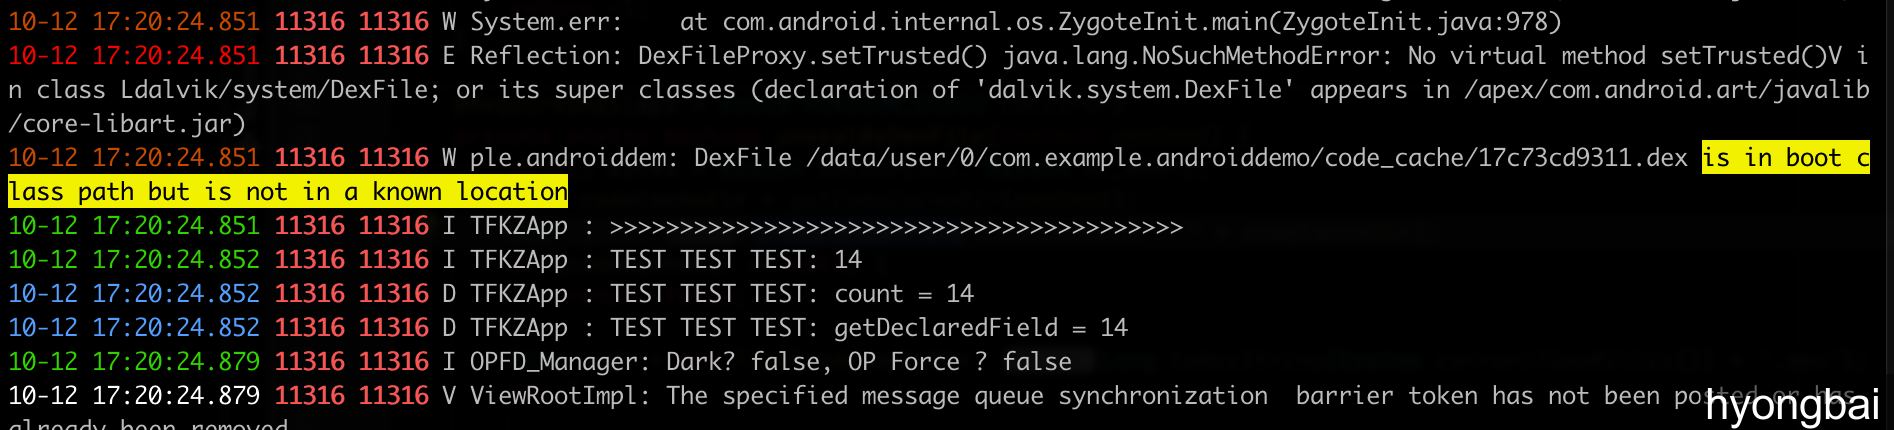 10-12 17:20:24.851 11316 11316 W System.err:    at com.android.internal.os.ZygoteInit.main(ZygoteInit.java:978)
10-12 17:20:24.851 11316 11316 E Reflection: DexFileProxy.setTrusted() java.lang.NoSuchMethodError: No virtual method setTrusted()V i
n class Ldalvik/system/DexFile; or its super classes (declaration of 'dalvik.system.DexFile' appears in /apex/com.android.art/javalib
/core-libart.jar)
10-12 17:20:24.851 11316 11316 W ple.androiddem: DexFile /data/user/0/com.example.androiddemo/code_cache/17c73cd9311.dex is in boot c
lass path but is not in a known location
10-12 17:20:24.851 11316 11316 I TFKZApp : >>>>>>>>>>>>>>>>>>>>>>>>>>>>>>>>>>>>>>>>>
10-12 17:20:24.852 11316 11316 I TFKZApp : TEST TEST TEST: 14
10-12 17:20:24.852 11316 11316 D TFKZApp : TEST TEST TEST: count = 14
10-12 17:20:24.852 11316 11316 D TFKZApp : TEST TEST TEST: getDeclaredField = 14
10-12 17:20:24.879 11316 11316 I OPFD_Manager: Dark? false, OP Force ? false
10-12 17:20:24.879 11316 11316 V ViewRootImpl: The specified message queue synchronization  barrier token has not been posted or has
already been removed
hyongbai